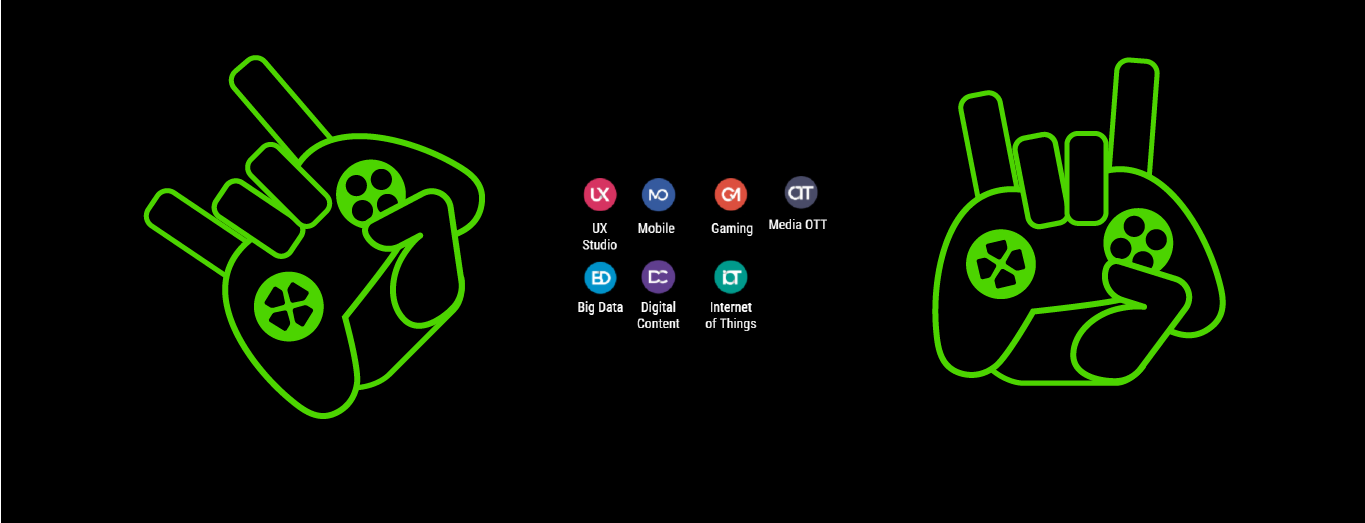 UX
MO
GM
OTT
UX
Studio
Mobile
Gaming
Media OTT
BD
DC
IOT
Big Data
Digital
Content
Internet
of Things